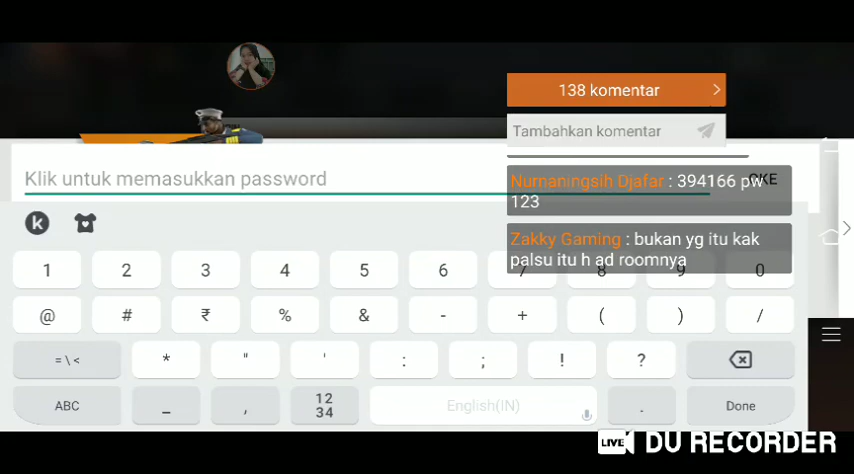 138 komentar
Tambahkan komentar
Klik untuk memasukkan password
Nurnaningsih Djafar : 394166 pw
123
OKE
Zakky Gaming : bukan yg itu kak
palsu itu h ad roomnya
k
1 2 3 4 5 6 7 8 9 0
@ # ₹ % & - + ( ) /
= \ < * " ' : ; ! ?
ABC _ , 12 English(IN) . Done
34
LIVE DU RECORDER